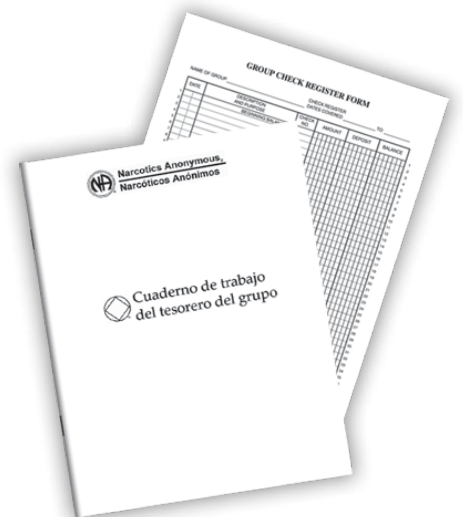 GROUP CHECK REGISTER FORM
NAME OF GROUP
CHECK REGISTER
DATES COVERED
TO
DATE
DESCRIPTION
AND PURPOSE
CHECK
NO.
AMOUNT
DEPOSIT
BALANCE
NA
Narcotics Anonymous®
Narcóticos Anónimos
Cuaderno de trabajo
del tesorero del grupo